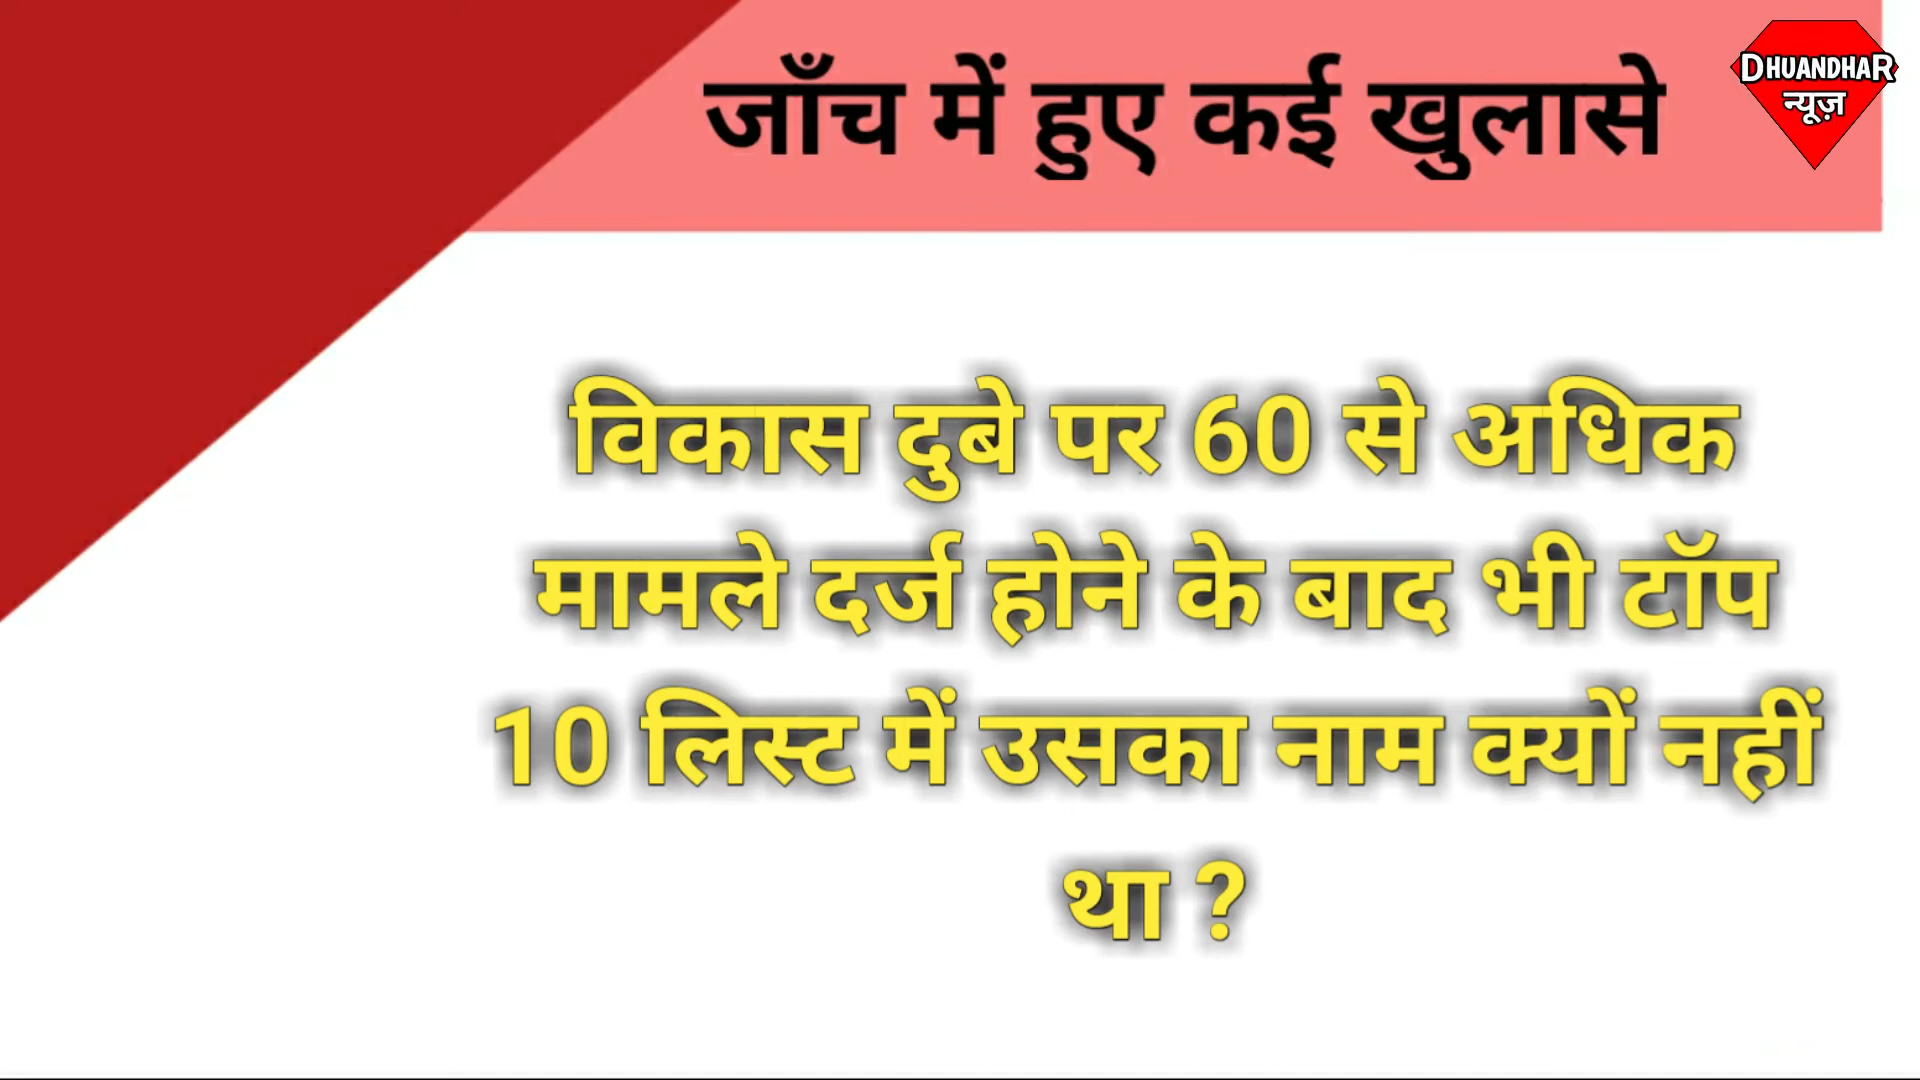 जाँच में हुए कई खुलासे
DHUANDHAR
न्यूज़
विकास दुबे पर 60 से अधिक
मामले दर्ज होने के बाद भी टॉप
10 लिस्ट में उसका नाम क्यों नहीं
था ?